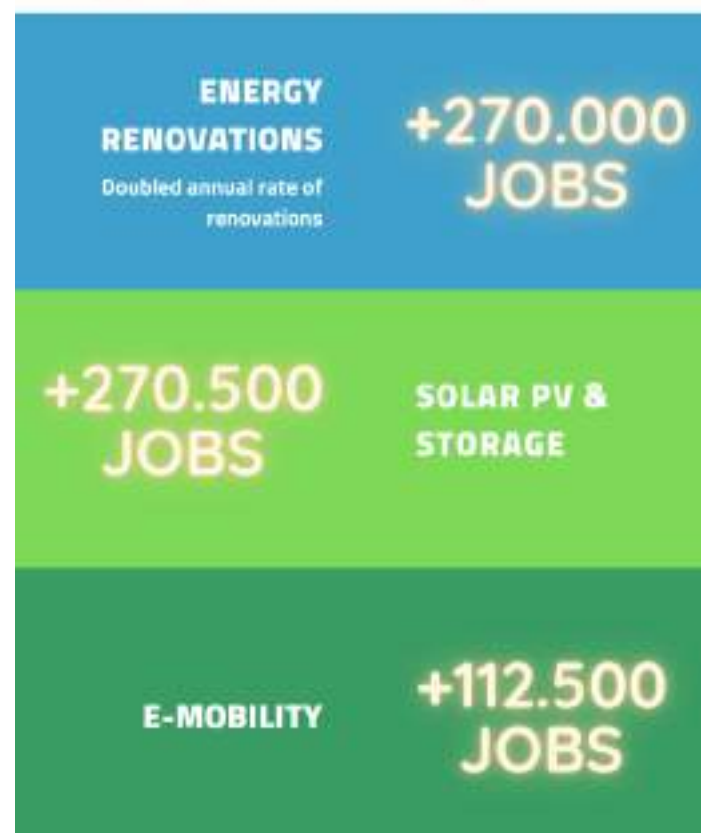 ENERGY
RENOVATIONS
Doubled annual rate of
renovations
+270.000
JOBS
+270.500
JOBS
SOLAR PV &
STORAGE
E-MOBILITY
+112.500
JOBS